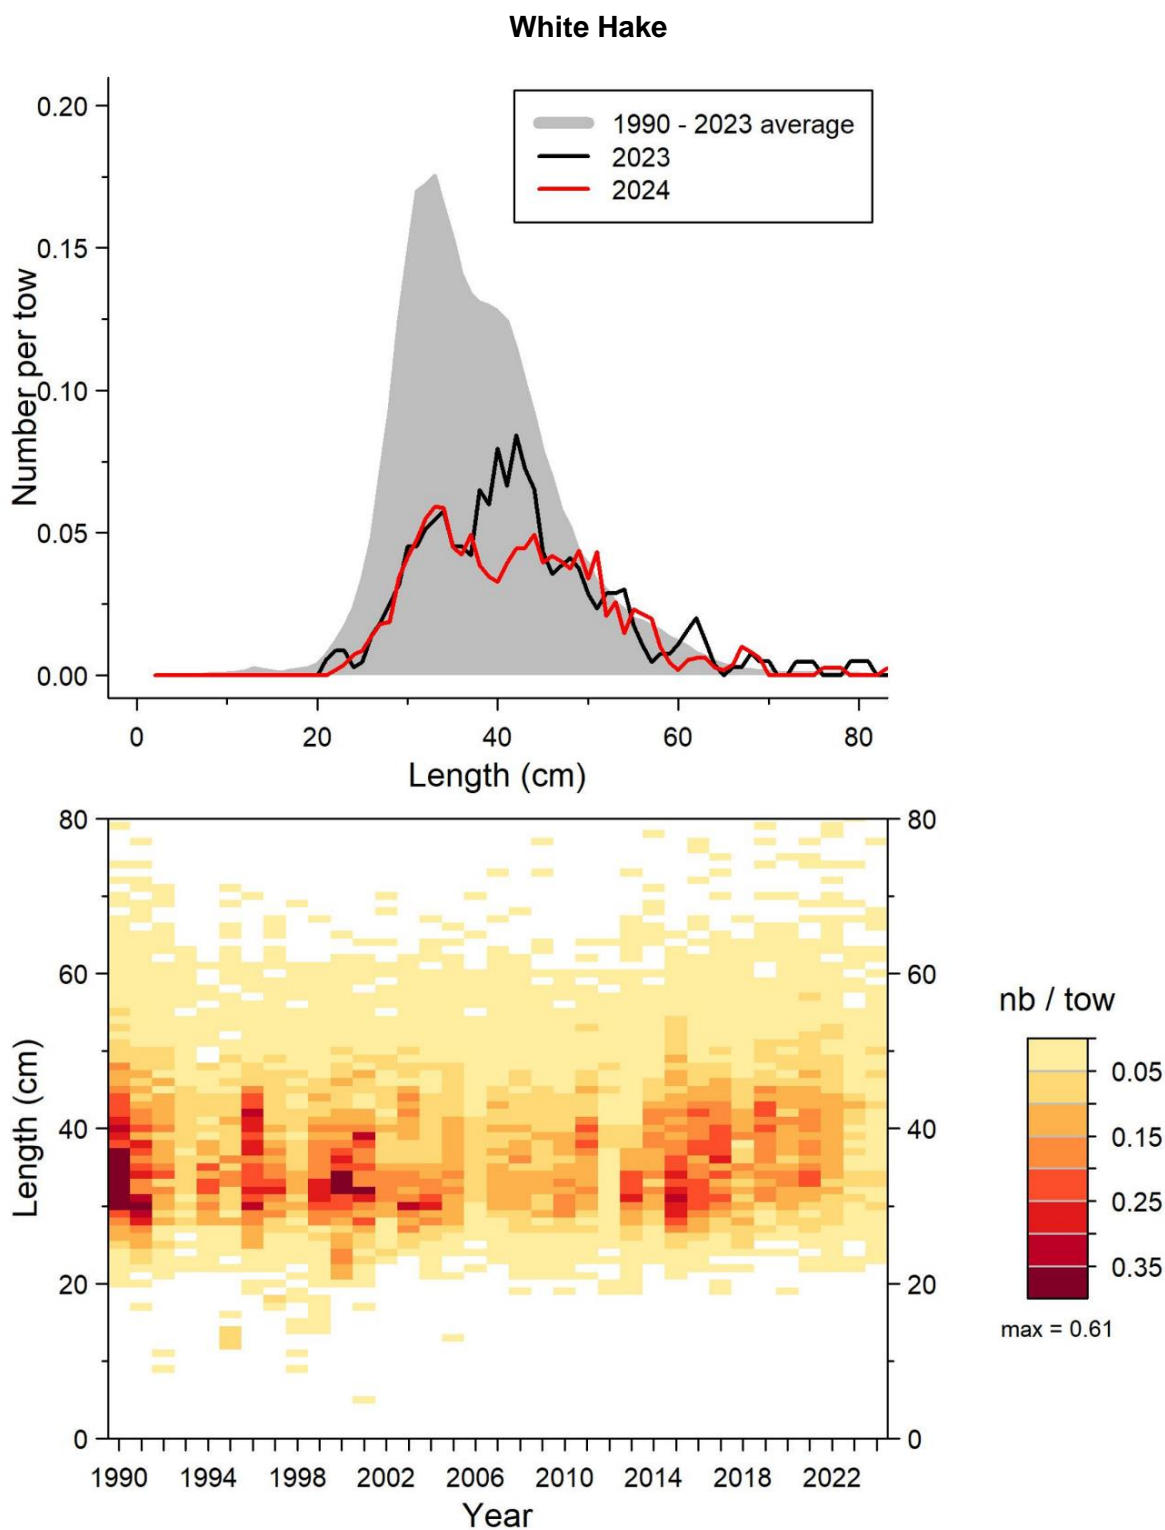 White Hake
0.20
0.15
0.10
0.05
0.00
Number per tow
1990 - 2023 average
2023
2024
0 20 40 60 80
Length (cm)
80
60
40
20
0
Length (cm)
80
60
40
20
0
1990 1994 1998 2002 2006 2010 2014 2018 2022
Year
nb / tow
0.05
0.15
0.25
0.35
max = 0.61